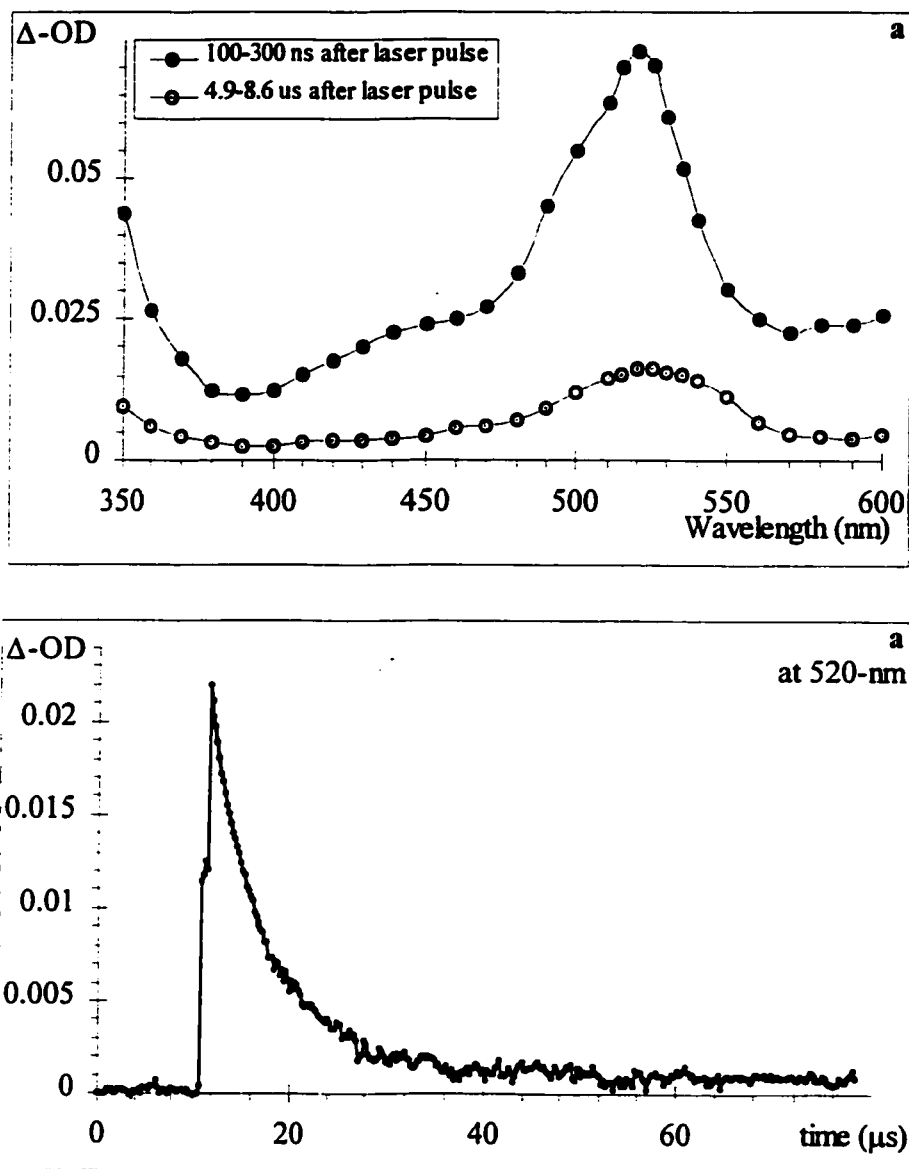 Δ-OD
a
100-300 ns after laser pulse
4.9-8.6 us after laser pulse
0.05
0.025
0
350 400 450 500 550 600
Wavelength (nm)
Δ-OD
a
at 520-nm
0.02
0.015
0.01
0.005
0
0 20 40 60 time (μs)